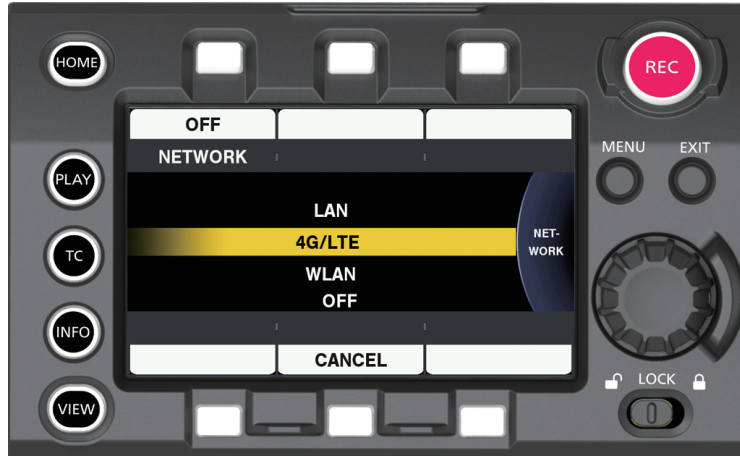 HOME
REC
OFF
NETWORK
MENU EXIT
PLAY
LAN
4G/LTE
NET-
WORK
WLAN
OFF
TC
INFO
CANCEL
LOCK
VIEW